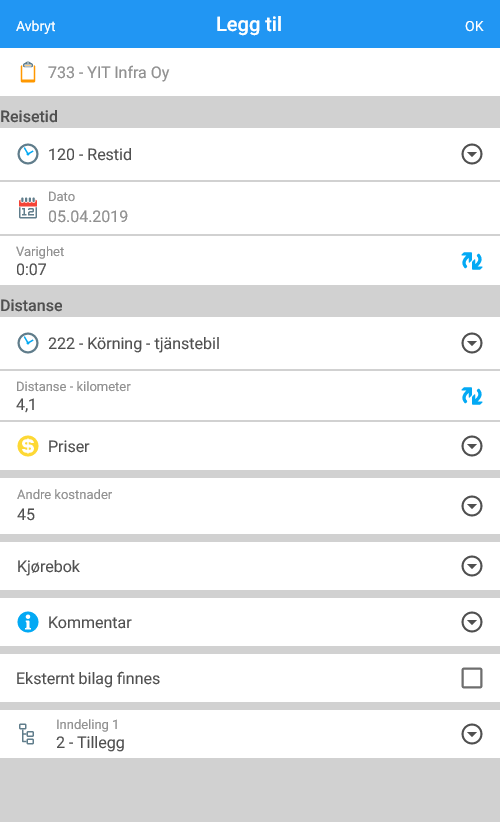 Avbryt
Legg til
OK
733 - YIT Infra Oy
Reisetid
120 - Restid
Dato
12
05.04.2019
Varighet
0:07
Distanse
222 - Körning - tjänstebil
Distanse - kilometer
4,1
$ Priser
Andre kostnader
45
Kjørebok
Kommentar
Eksternt bilag finnes
Inndeling 1
2 - Tillegg